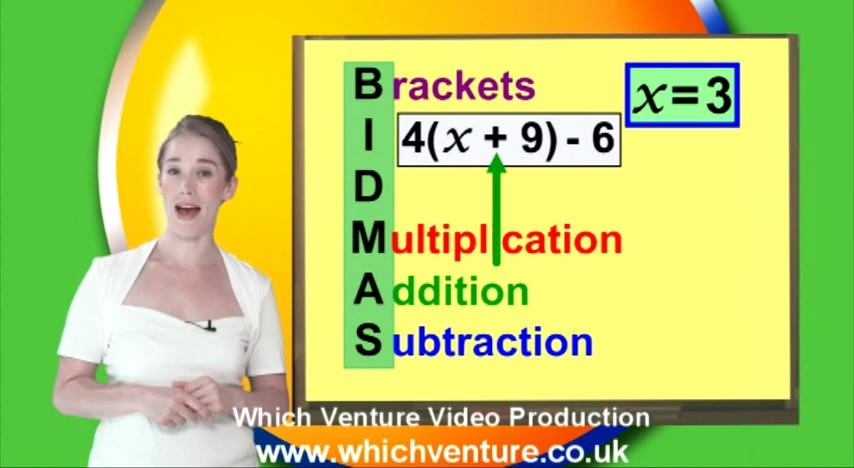 Brackets
x=3
I
4(x + 9) - 6
D
Multiplication
Addition
Subtraction
Which Venture Video Production
www.whichventure.co.uk